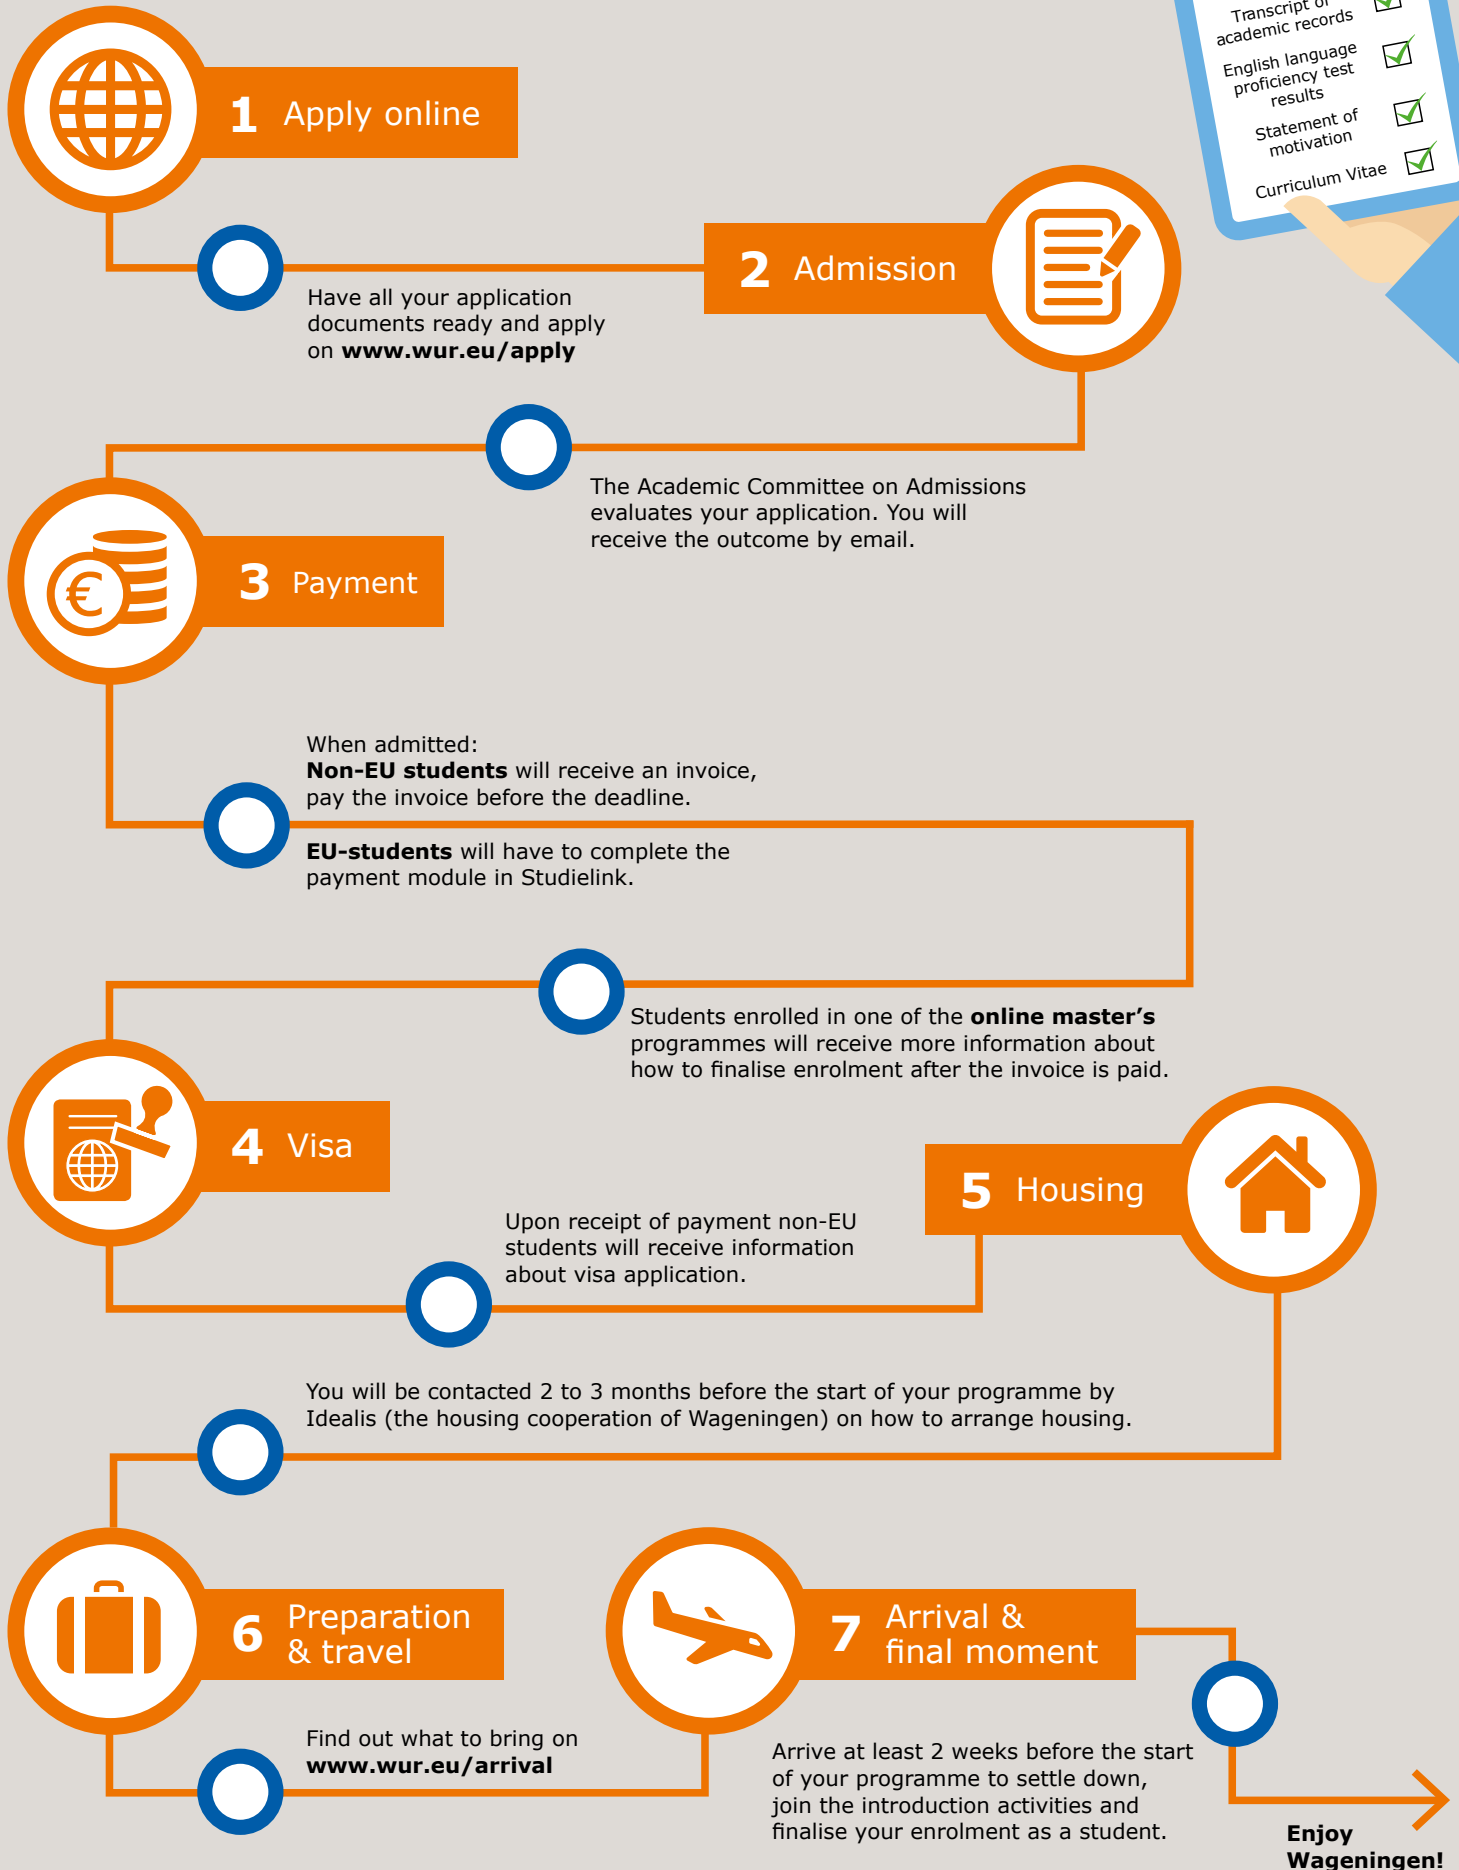 Transcript of
academic records
English language
proficiency test
results
Statement of
motivation
Curriculum Vitae
1 Apply online
Have all your application
documents ready and apply
on www.wur.eu/apply
2 Admission
The Academic Committee on Admissions
evaluates your application. You will
receive the outcome by email.
€
3 Payment
When admitted:
Non-EU students will receive an invoice,
pay the invoice before the deadline.
EU-students will have to complete the
payment module in Studielink.
Students enrolled in one of the online master's
programmes will receive more information about
how to finalise enrolment after the invoice is paid.
4 Visa
Upon receipt of payment non-EU
students will receive information
about visa application.
5 Housing
You will be contacted 2 to 3 months before the start of your programme by
Idealis (the housing cooperation of Wageningen) on how to arrange housing.
6 Preparation
& travel
Find out what to bring on
www.wur.eu/arrival
7 Arrival &
final moment
Arrive at least 2 weeks before the start
of your programme to settle down,
join the introduction activities and
finalise your enrolment as a student.
Enjoy
Wageningen!